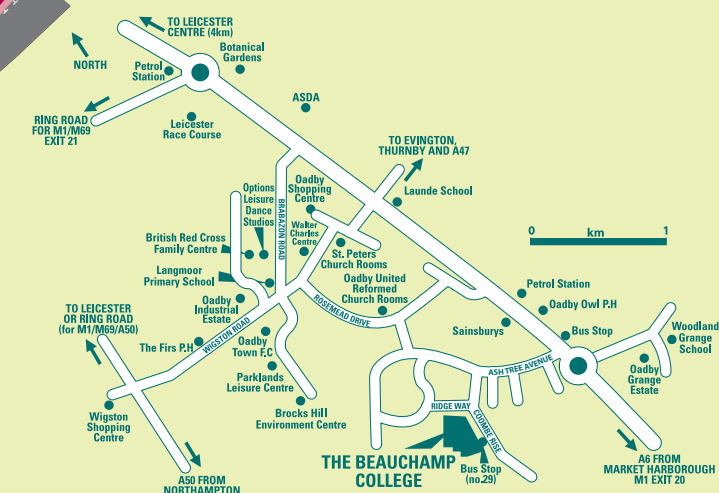 TO LEICESTER
CENTRE (4km)
NORTH
Petrol
Station
Botanical
Gardens
ASDA
RING ROAD
FOR M1/M69
EXIT 21
Leicester
Race Course
TO EVINGTON,
THURNBY AND A47
Options
Leisure
Dance
Studios
BRABAZON ROAD
Oadby
Shopping
Centre
Launde School
British Red Cross
Family Centre
Walter
Charles
Centre
St. Peters
Church Rooms
0 km 1
Langmoor
Primary School
Oadby United
Reformed
Church Rooms
ROSEMEAD DRIVE
Petrol Station
Oadby Owl P.H
TO LEICESTER
OR RING ROAD
(for M1/M69/A50)
Oadby
Industrial
Estate
WIGSTON ROAD
The Firs P.H
Oadby
Town F.C
Sainsburys
Bus Stop
Woodland
Grange
School
Parklands
Leisure Centre
ASH TREE AVENUE
Oadby
Grange
Estate
Wigston
Shopping
Centre
Brocks Hill
Environment Centre
RIDGE WAY
COOMBE RISE
THE BEAUCHAMP
COLLEGE
Bus Stop
(no.29)
A50 FROM
NORTHAMPTON
A6 FROM
MARKET HARBOROUGH
M1 EXIT 20